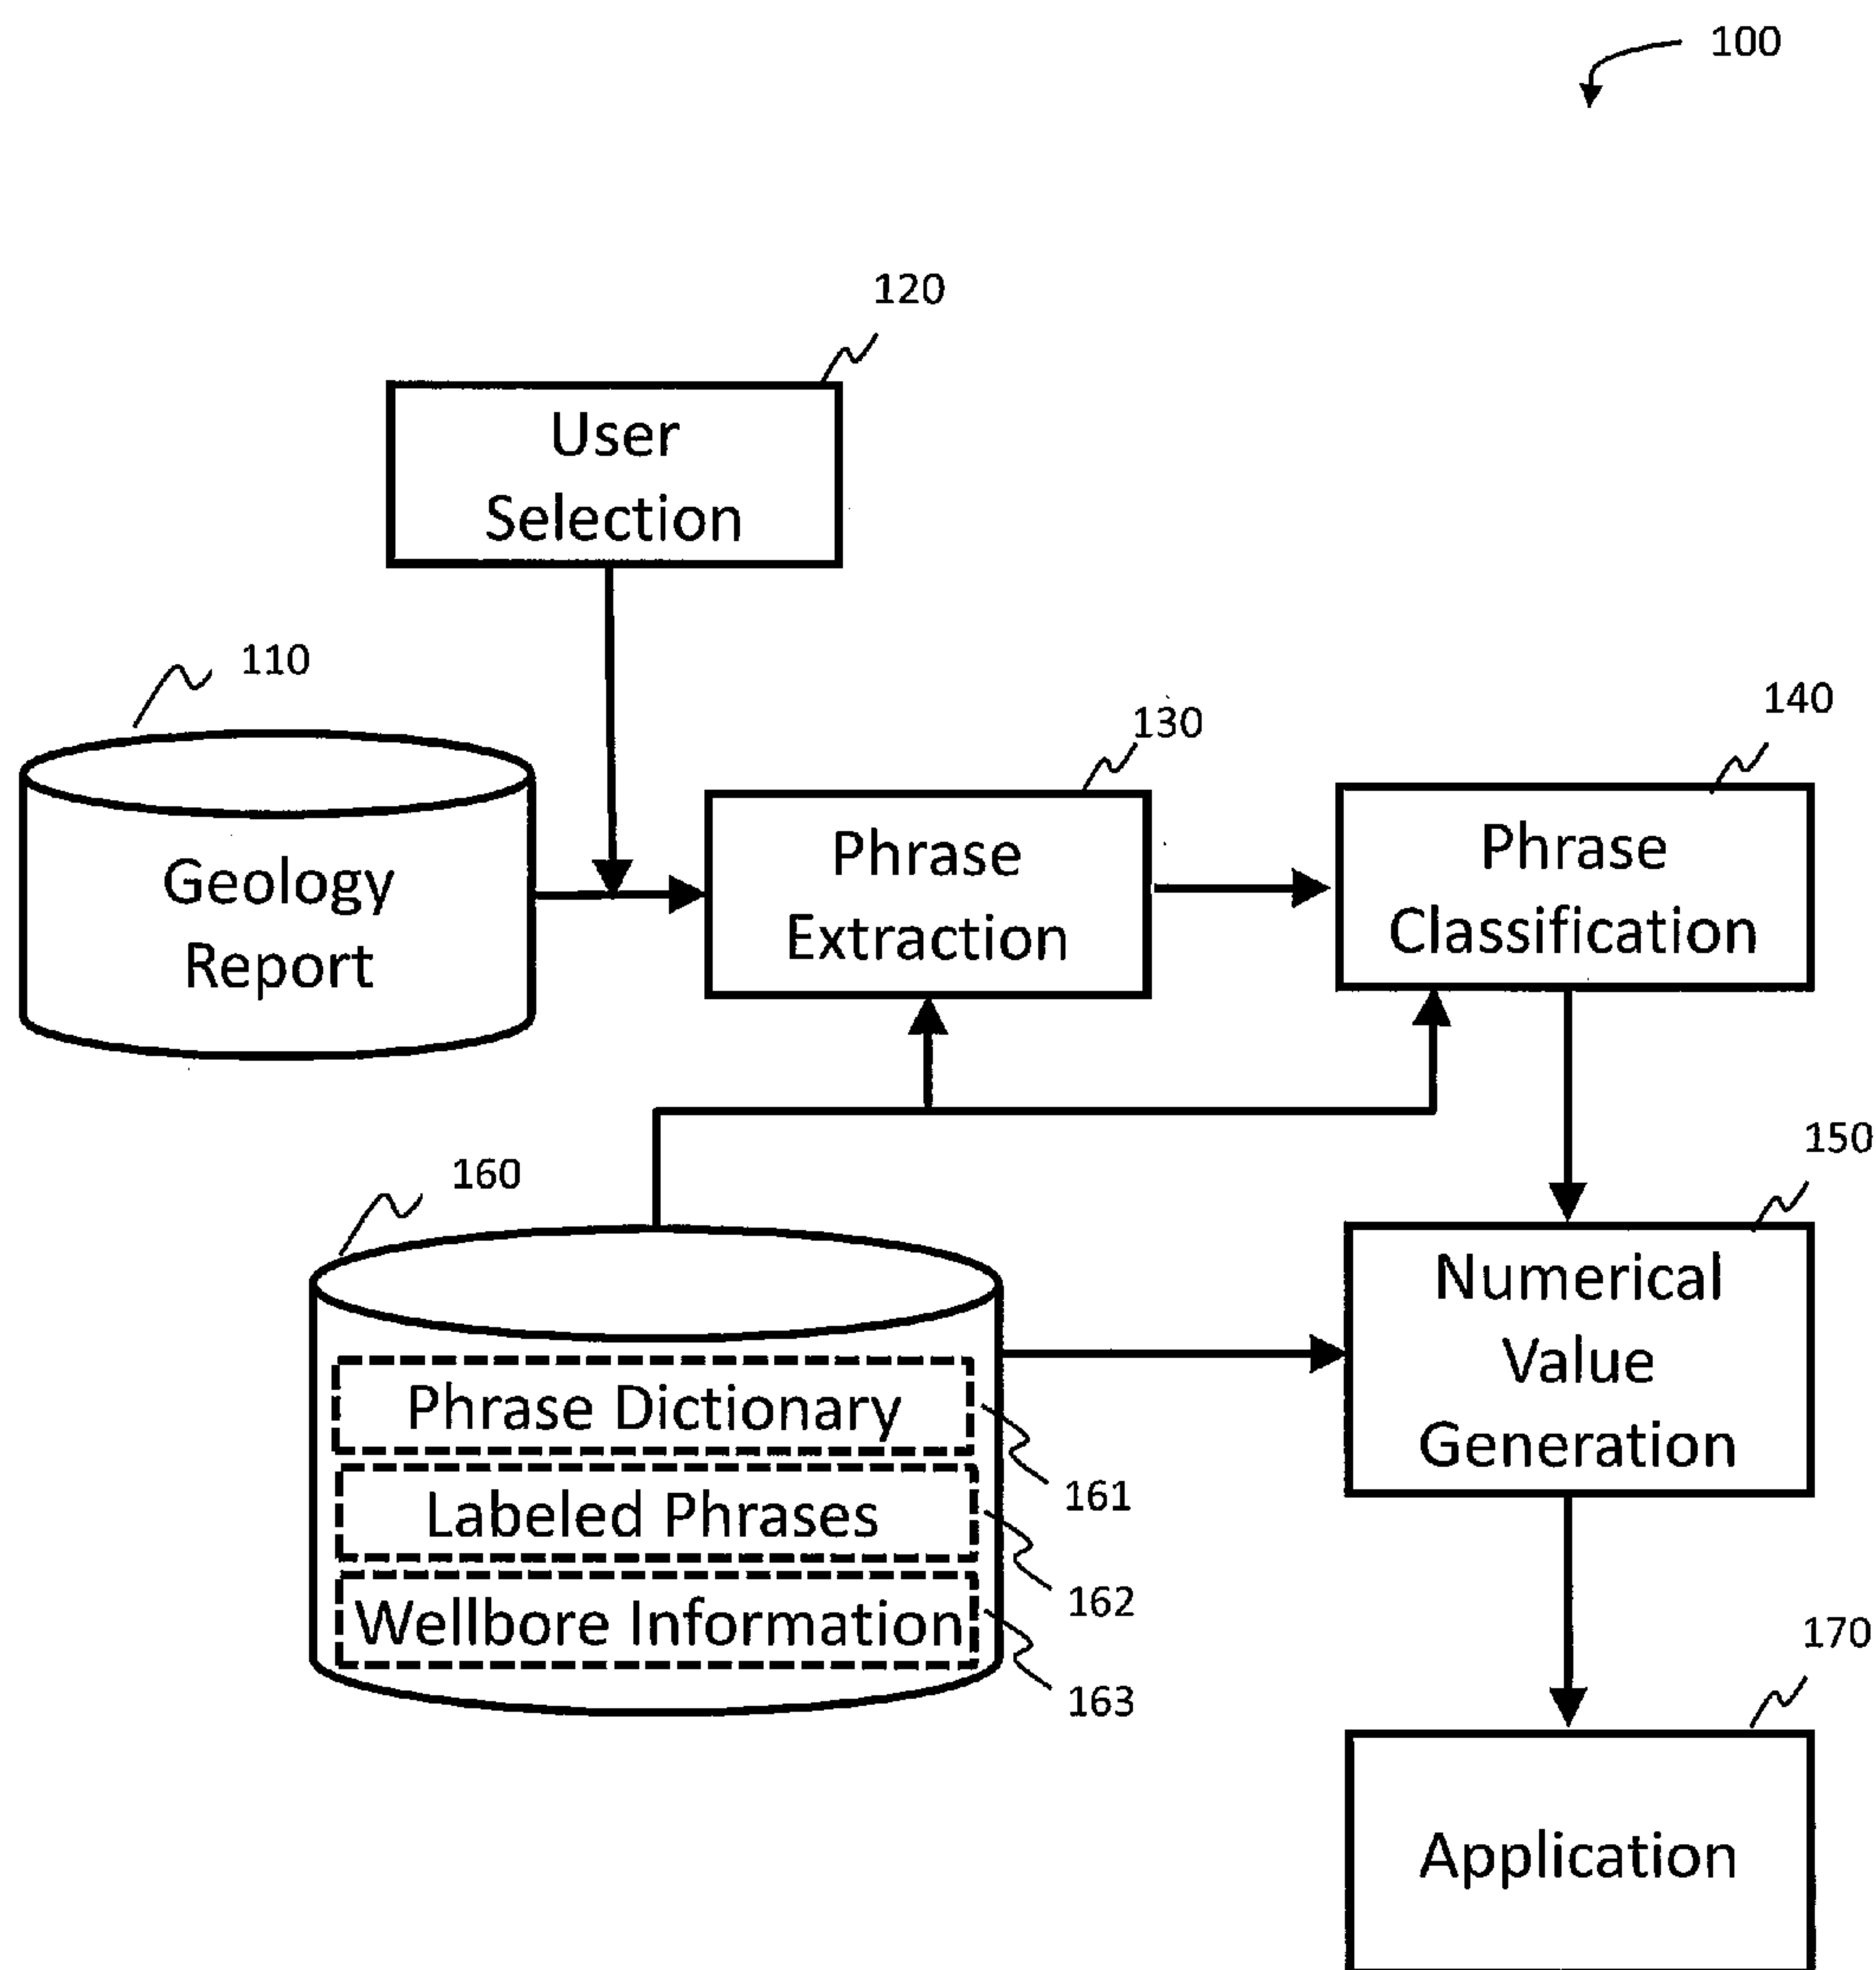 100
120
User
Selection
110
Geology
Report
130
Phrase
Extraction
140
Phrase
Classification
150
Numerical
Value
Generation
160
Phrase Dictionary
161
Labeled Phrases
162
Wellbore Information
163
170
Application